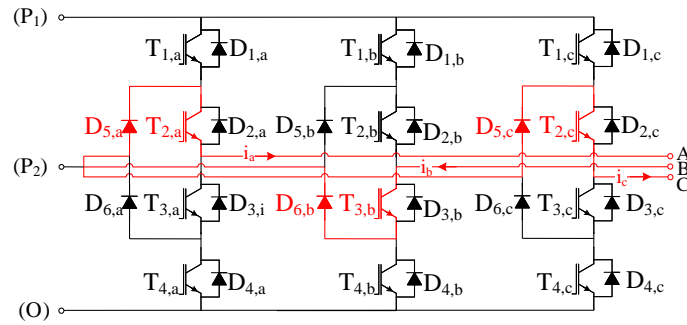 (P1)
T1,a D1,a T1,b D1,b T1,c D1,c
D5,a T2,a D2,a D5,b T2,b D2,b D5,c T2,c D2,c
ia A
(P2) ib B
ic C
D6,a T3,a D3,i D6,b T3,b D3,b D6,c T3,c D3,c
T4,a D4,a T4,b D4,b T4,c D4,c
(O)